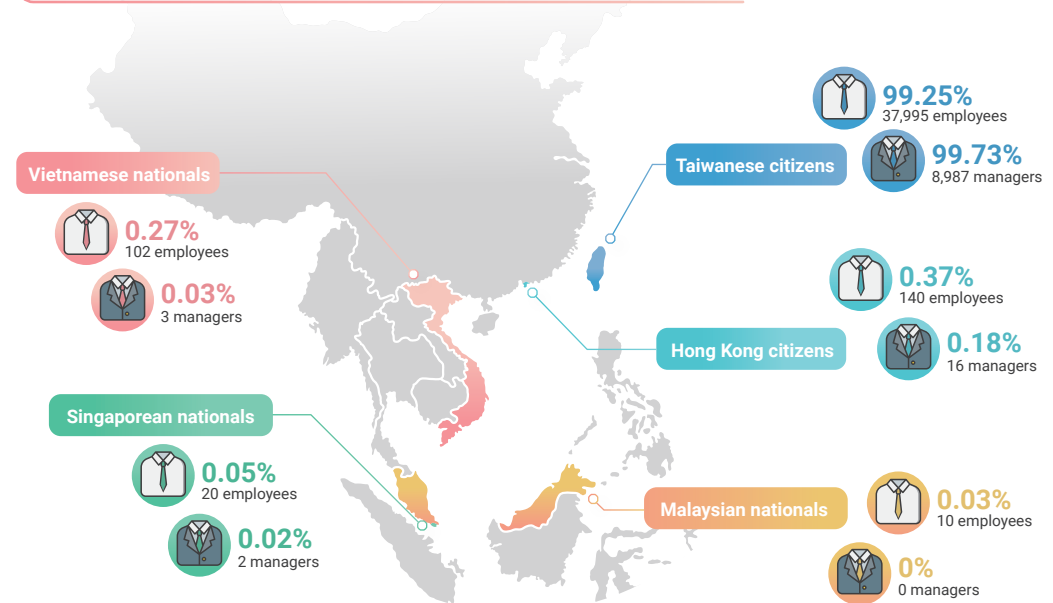 Vietnamese nationals
0.27%
102 employees
0.03%
3 managers
Singaporean nationals
0.05%
20 employees
0.02%
2 managers
Taiwanese citizens
99.25%
37,995 employees
99.73%
8,987 managers
Hong Kong citizens
0.37%
140 employees
0.18%
16 managers
Malaysian nationals
0.03%
10 employees
0%
0 managers